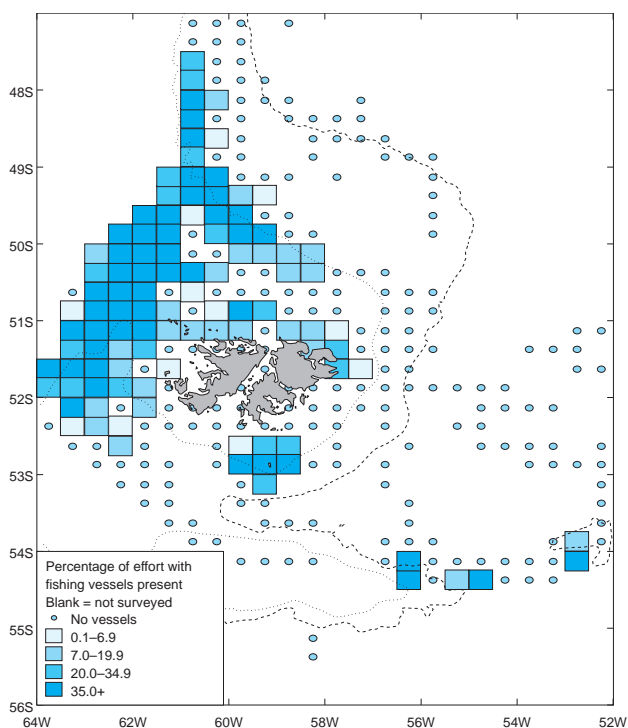 48S
49S
50S
51S
52S
53S
54S
55S
56S
Percentage of effort with
fishing vessels present
Blank = not surveyed
No vessels
0.1–6.9
7.0–19.9
20.0–34.9
35.0+
64W 62W 60W 58W 56W 54W 52W